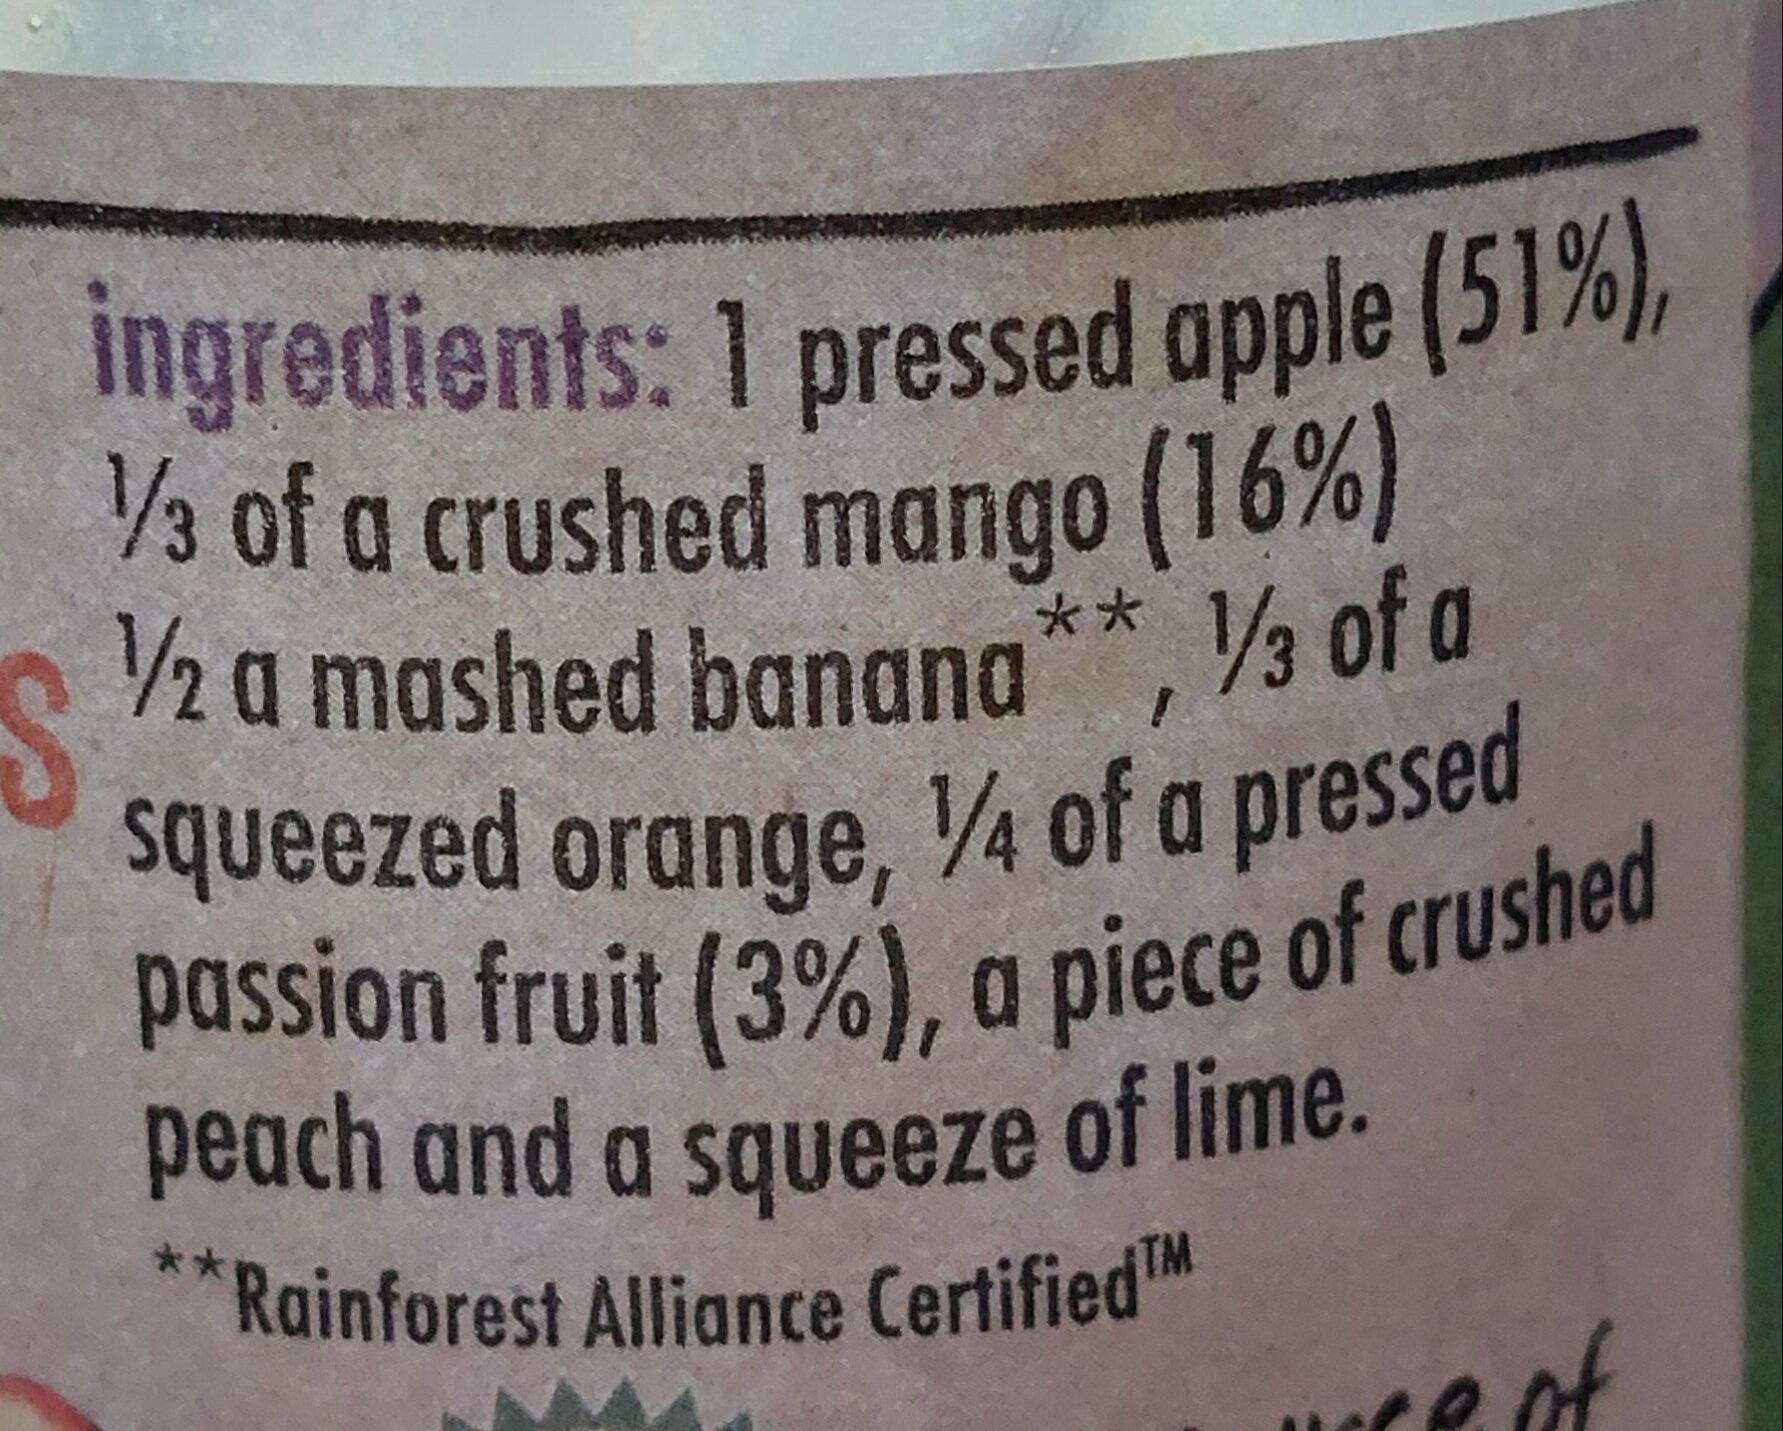 ingredients: 1 pressed apple (51%),
⅓ of a crushed mango (16%)
½ a mashed banana**, ⅓ of a
squeezed orange, ¼ of a pressed
passion fruit (3%), a piece of crushed
peach and a squeeze of lime.
**Rainforest Alliance Certified™
of